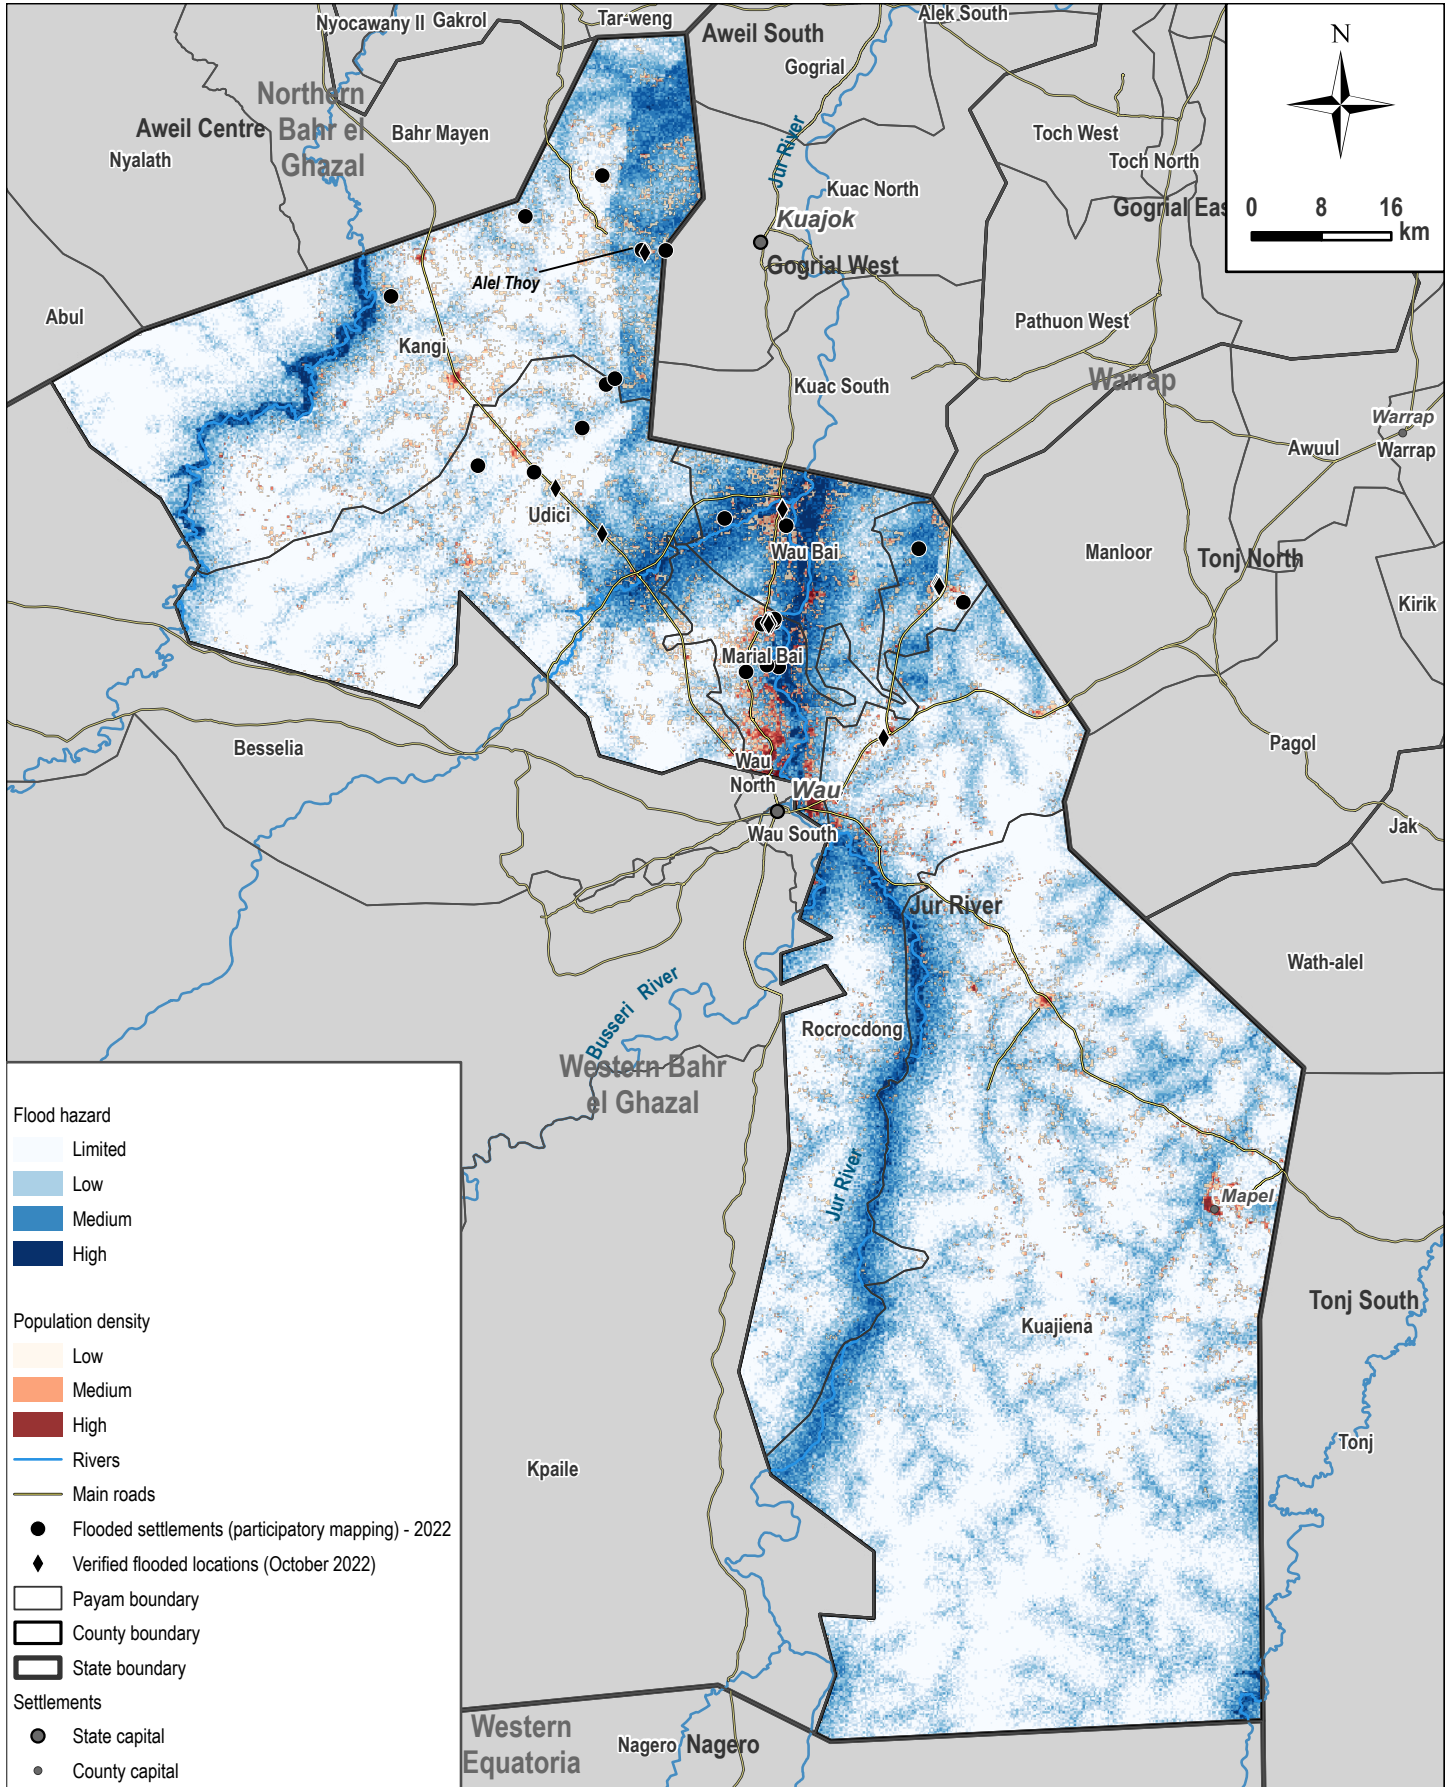 Nyocawany II
Gakrol
Tar-weng
Alek South
Aweil South
Gogrial
N
Northern
Bahr el
Ghazal
Aweil Centre
Bahr Mayen
Nyalath
Jur River
Toch West
Toch North
Kuac North
Kuajok
Gogrial Eas
0 8 16
km
Gogrial West
Alel Thoy
Abul
Kangi
Pathuon West
Kuac South
Warrap
Warrap
Awuul
Warrap
Udici
Wau Bai
Manloor
Tonj North
Kirik
Marial Bai
Besselia
Pagol
Wau
North
Wau
Wau South
Jak
Jur River
Wath-alel
Busseri River
Rocrocdong
Western Bahr
el Ghazal
Jur River
Mapel
Tonj South
Kuajiena
Tonj
Kpaile
Western
Equatoria
Nagero
Nagero
Flood hazard
Limited
Low
Medium
High
Population density
Low
Medium
High
Rivers
Main roads
Flooded settlements (participatory mapping) - 2022
Verified flooded locations (October 2022)
Payam boundary
County boundary
State boundary
Settlements
State capital
County capital